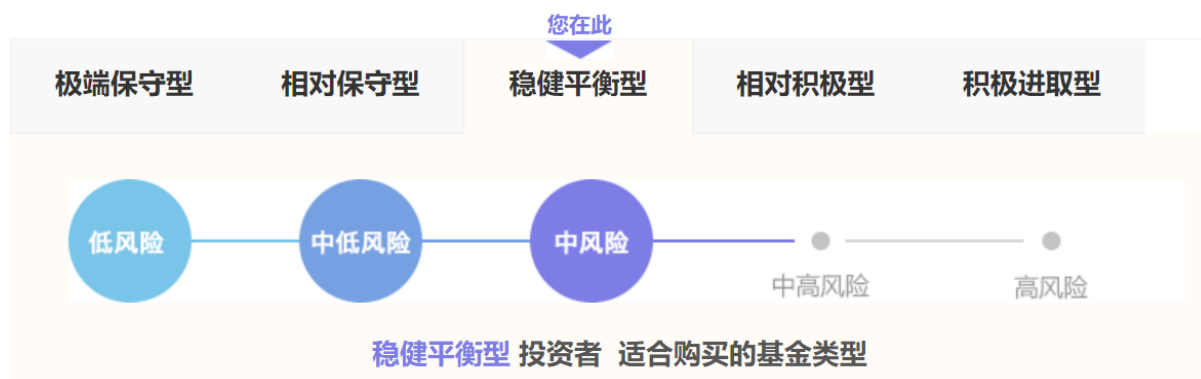 您在此
极端保守型 相对保守型 稳健平衡型 相对积极型 积极进取型
低风险 中低风险 中风险
中高风险 高风险
稳健平衡型 投资者 适合购买的基金类型